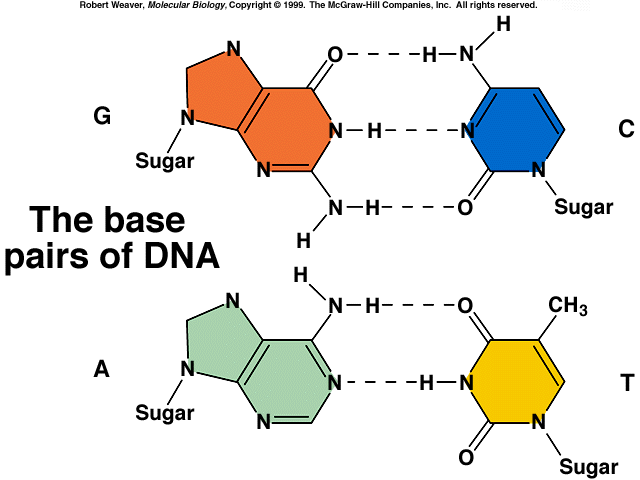 Robert Weaver, Molecular Biology, Copyright © 1999. The McGraw-Hill Companies, Inc. All rights reserved.
H
N O H N
G N H N C
N N O
Sugar N H Sugar
H
The base
pairs of DNA
H
N N H O CH₃
A N N H N T
Sugar N N
O Sugar